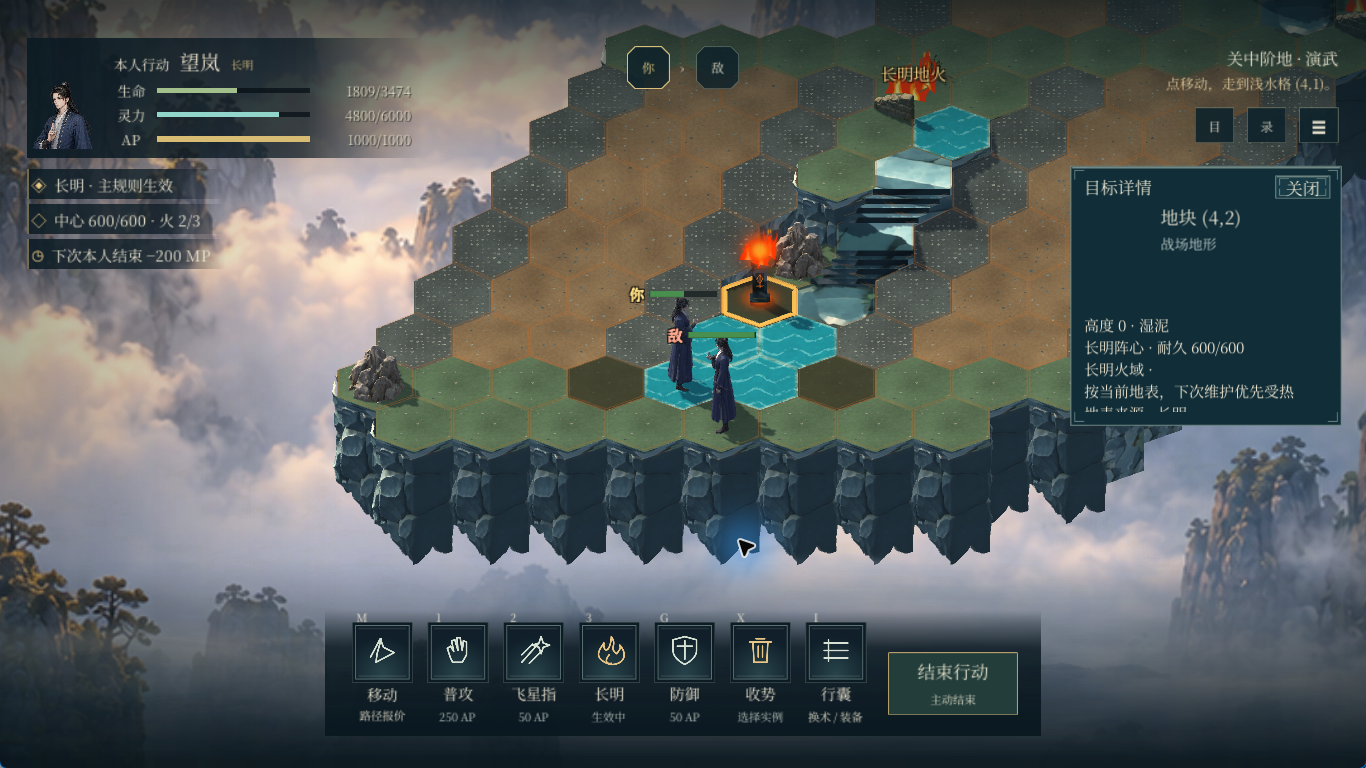 本人行动 望岚 长明
生命 1809/3474
灵力 4800/6000
AP 1000/1000
长明 · 主规则生效
中心 600/600 · 火 2/3
下次本人结束 −200 MP
你 › 敌
长明地火
关中阶地 · 演武
点移动，走到浅水格 (4,1)。
目 录
目标详情 关闭
地块 (4,2)
战场地形
高度 0 · 湿泥
长明阵心 · 耐久 600/600
长明火域 ·
按当前地表，下次维护优先受热
你
敌
M 1 2 3 G X I
移动 普攻 飞星指 长明 防御 收势 行囊
路径报价 250 AP 50 AP 生效中 50 AP 选择实例 换术 / 装备
结束行动
主动结束